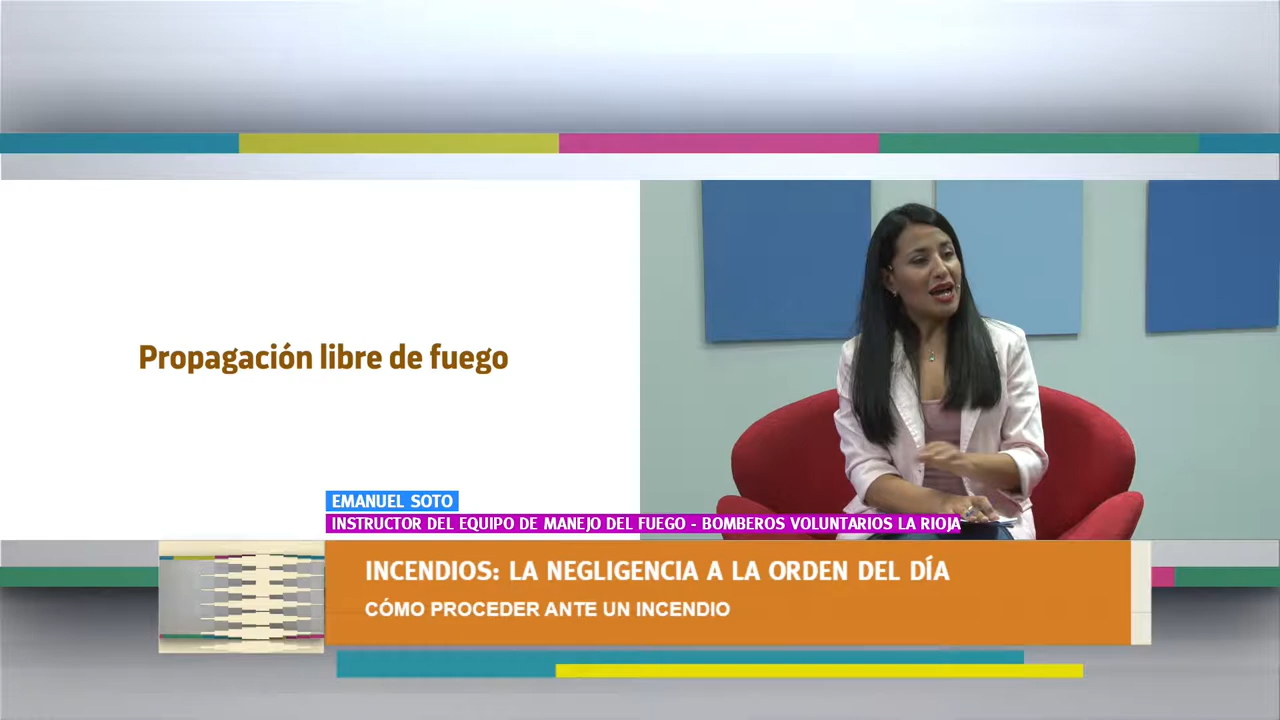 Propagación libre de fuego
EMANUEL SOTO
INSTRUCTOR DEL EQUIPO DE MANEJO DEL FUEGO - BOMBEROS VOLUNTARIOS LA RIOJA
INCENDIOS: LA NEGLIGENCIA A LA ORDEN DEL DÍA
CÓMO PROCEDER ANTE UN INCENDIO